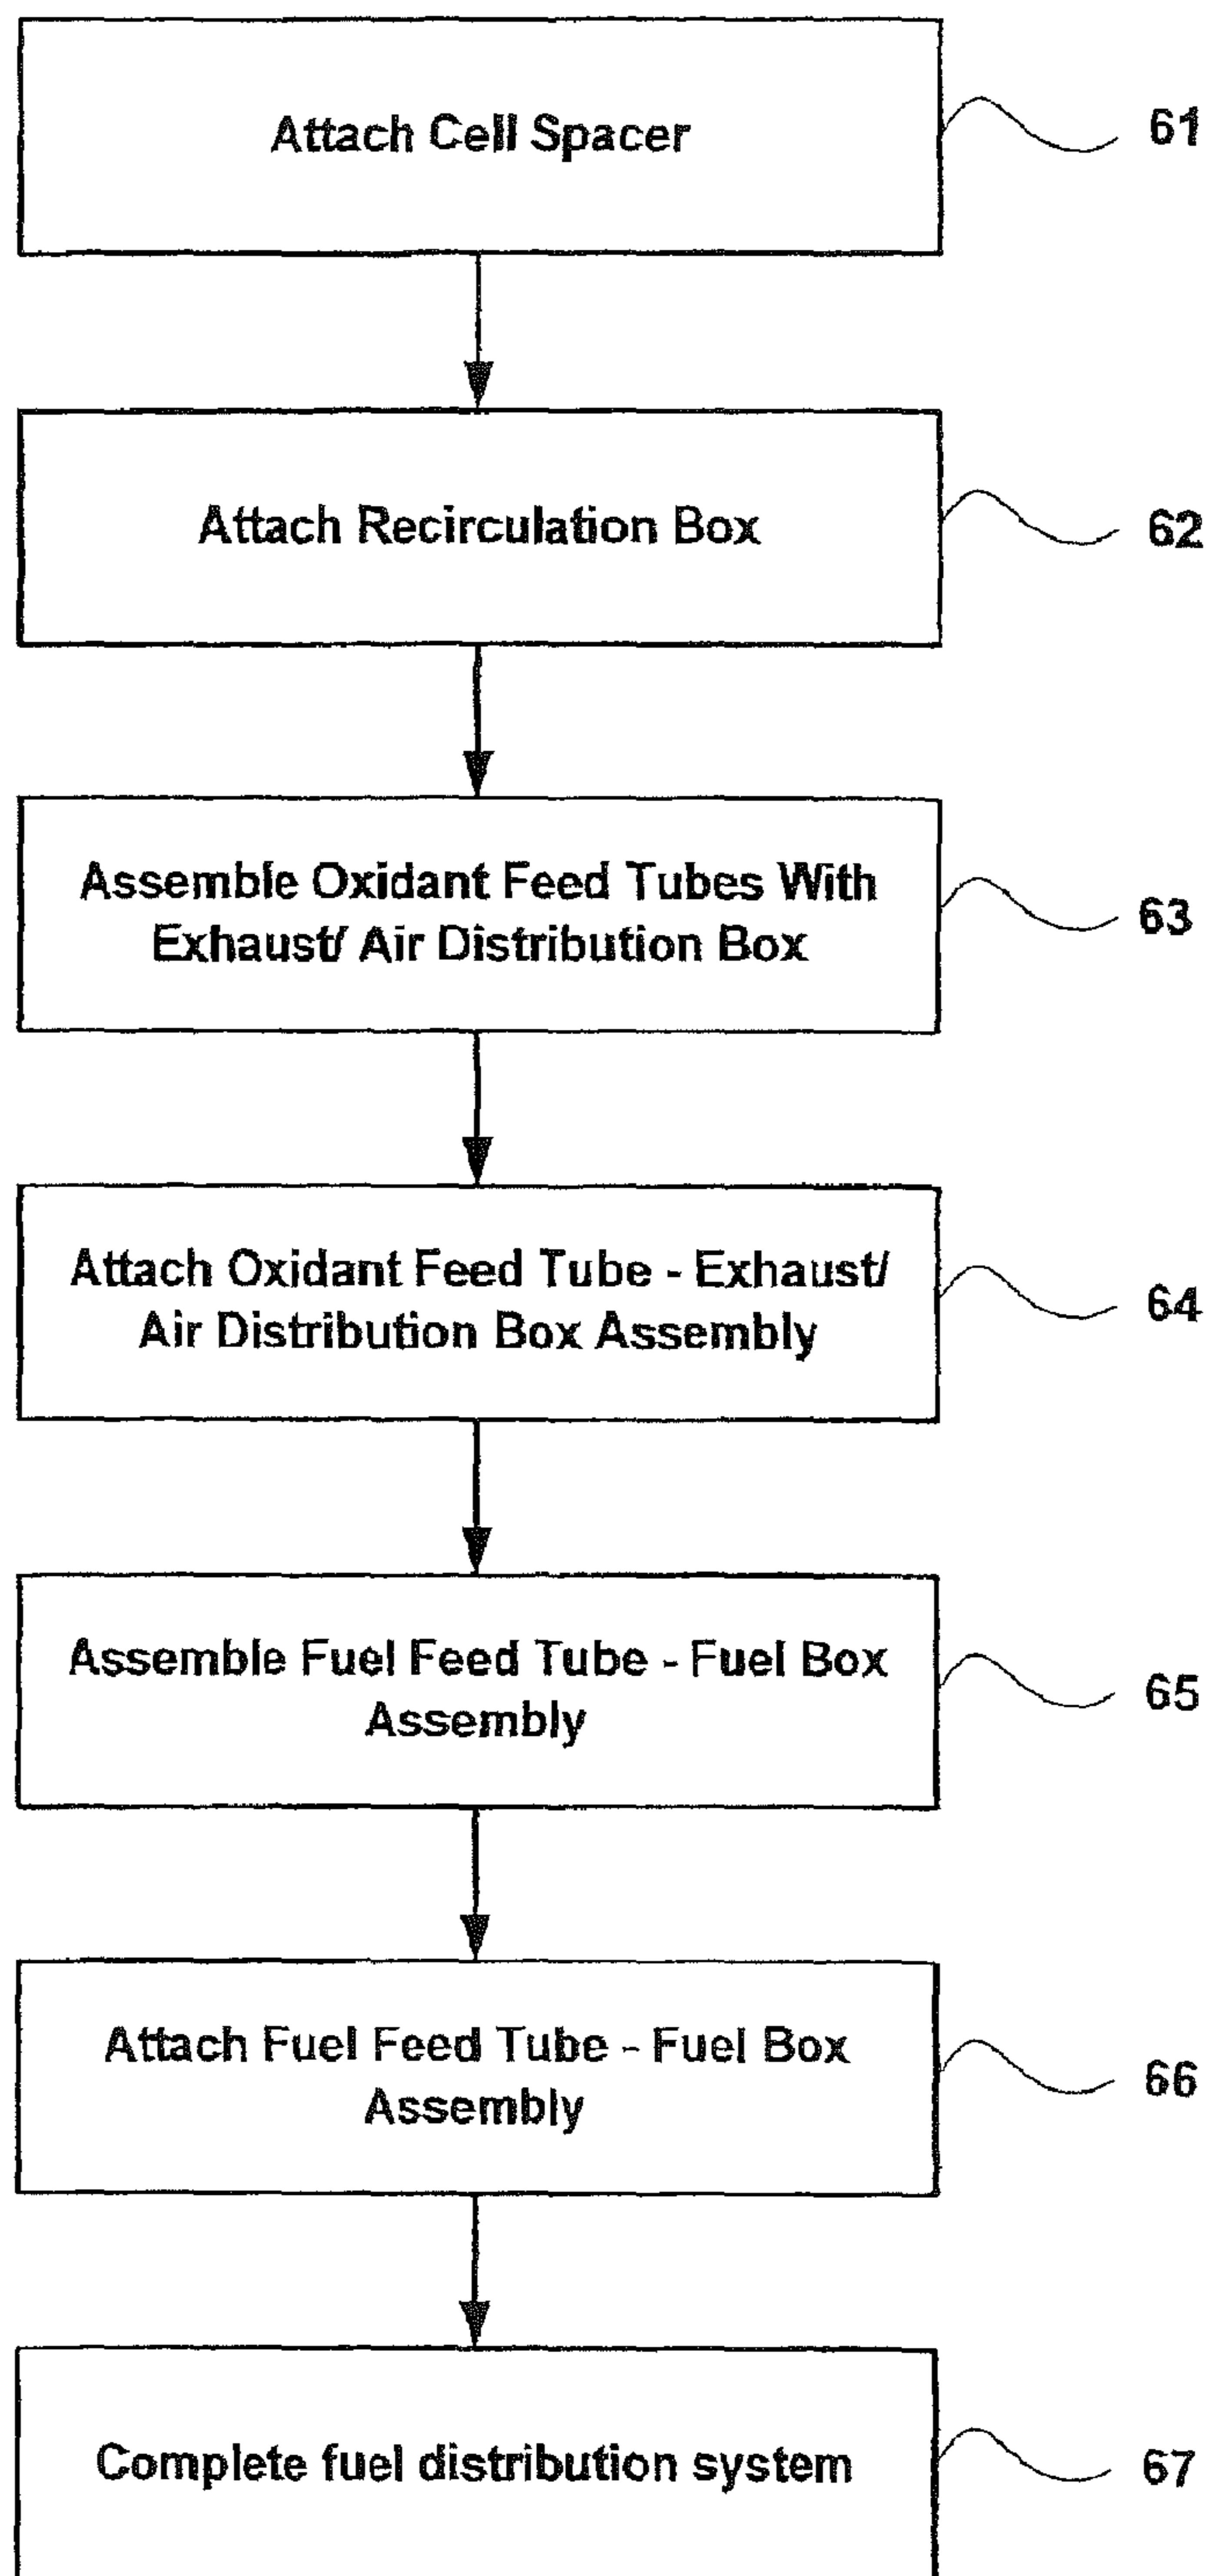 Attach Cell Spacer
61
Attach Recirculation Box
62
Assemble Oxidant Feed Tubes With
Exhaust/ Air Distribution Box
63
Attach Oxidant Feed Tube - Exhaust/
Air Distribution Box Assembly
64
Assemble Fuel Feed Tube - Fuel Box
Assembly
65
Attach Fuel Feed Tube - Fuel Box
Assembly
66
Complete fuel distribution system
67